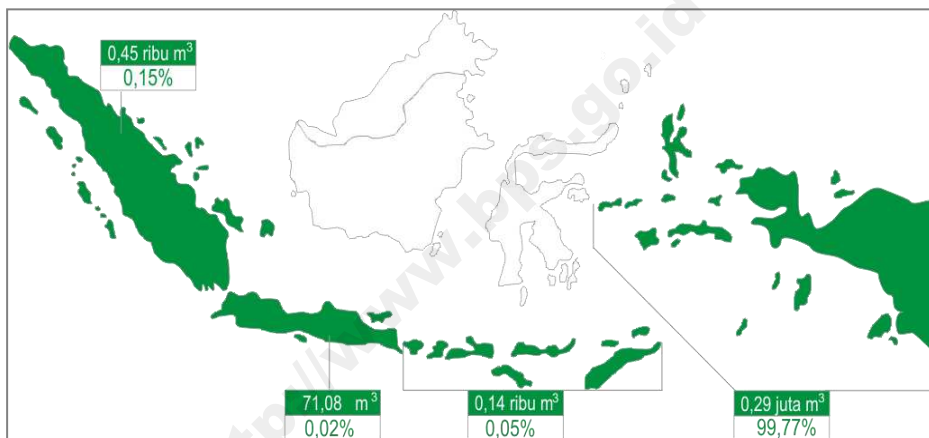 0,45 ribu m³
0,15%
71,08 m³
0,02%
0,14 ribu m³
0,05%
0,29 juta m³
99,77%
tp://www.bps.go.id